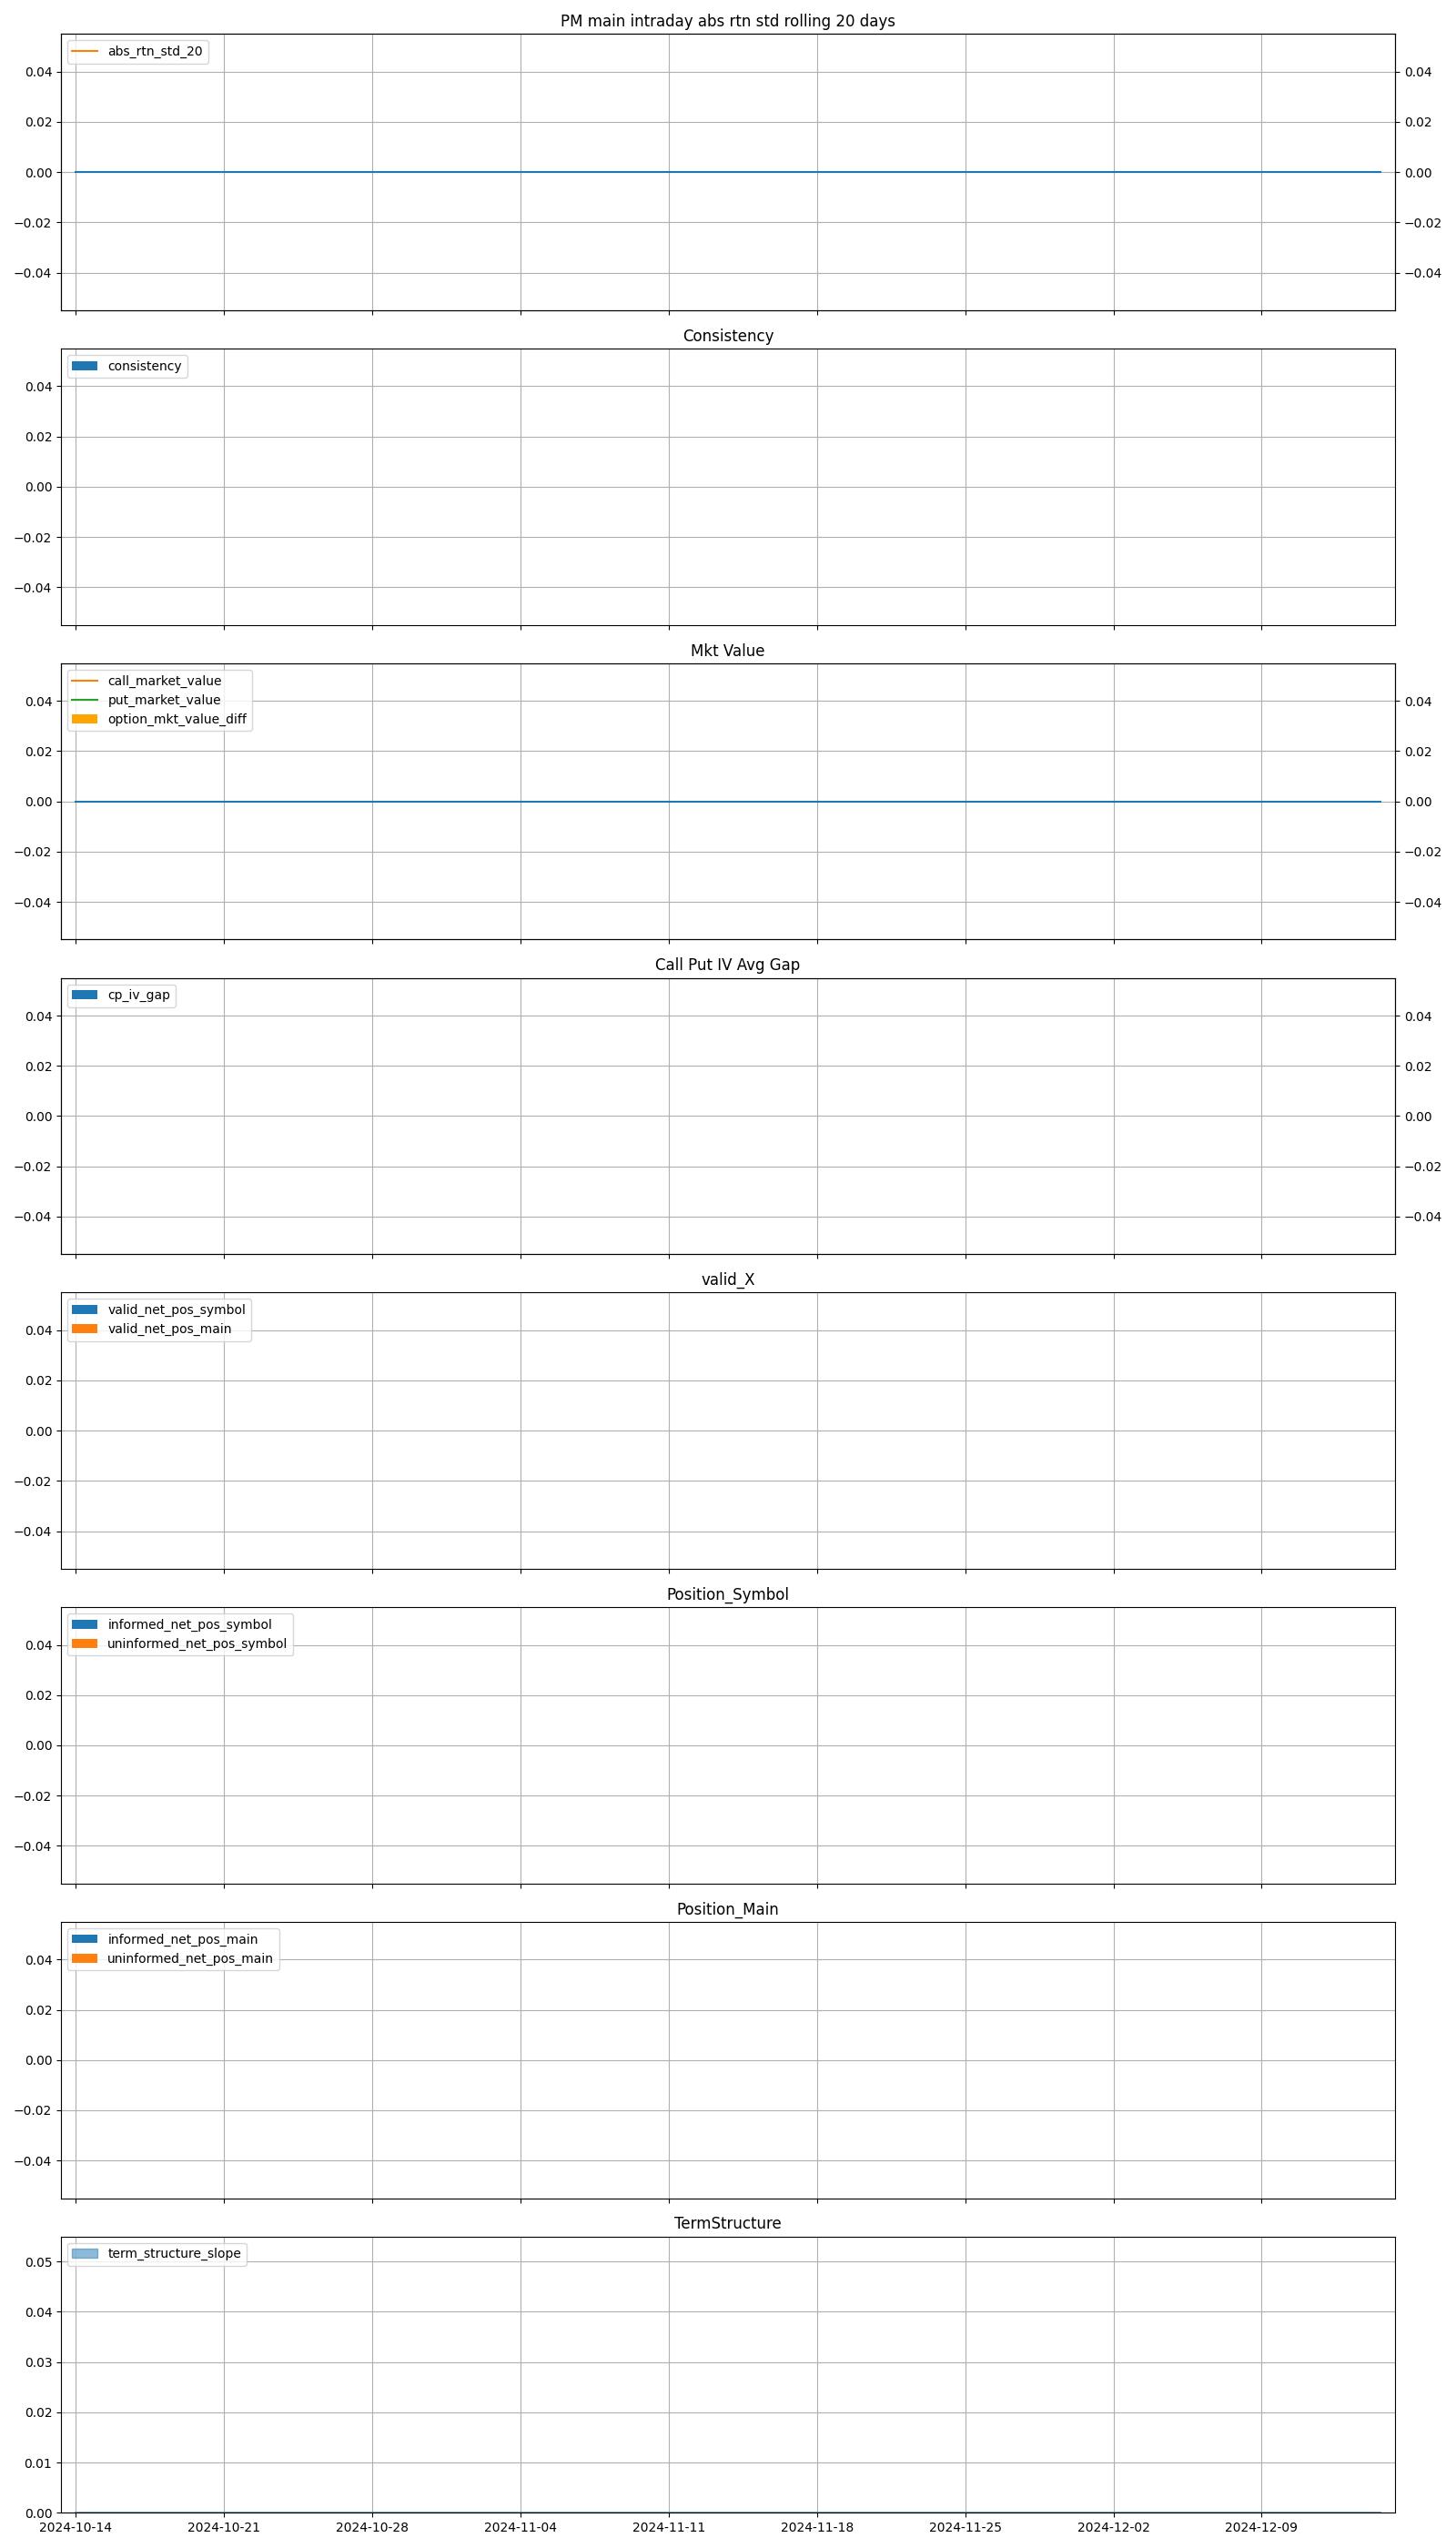 PM main intraday abs rtn std rolling 20 days
abs_rtn_std_20
0.04 0.04
0.02 0.02
0.00 0.00
−0.02 −0.02
−0.04 −0.04
Consistency
consistency
0.04
0.02
0.00
−0.02
−0.04
Mkt Value
call_market_value
put_market_value
option_mkt_value_diff
0.04 0.04
0.02 0.02
0.00 0.00
−0.02 −0.02
−0.04 −0.04
Call Put IV Avg Gap
cp_iv_gap
0.04 0.04
0.02 0.02
0.00 0.00
−0.02 −0.02
−0.04 −0.04
valid_X
valid_net_pos_symbol
valid_net_pos_main
0.04
0.02
0.00
−0.02
−0.04
Position_Symbol
informed_net_pos_symbol
uninformed_net_pos_symbol
0.04
0.02
0.00
−0.02
−0.04
Position_Main
informed_net_pos_main
uninformed_net_pos_main
0.04
0.02
0.00
−0.02
−0.04
TermStructure
term_structure_slope
0.05
0.04
0.03
0.02
0.01
0.00
2024-10-14 2024-10-21 2024-10-28 2024-11-04 2024-11-11 2024-11-18 2024-11-25 2024-12-02 2024-12-09